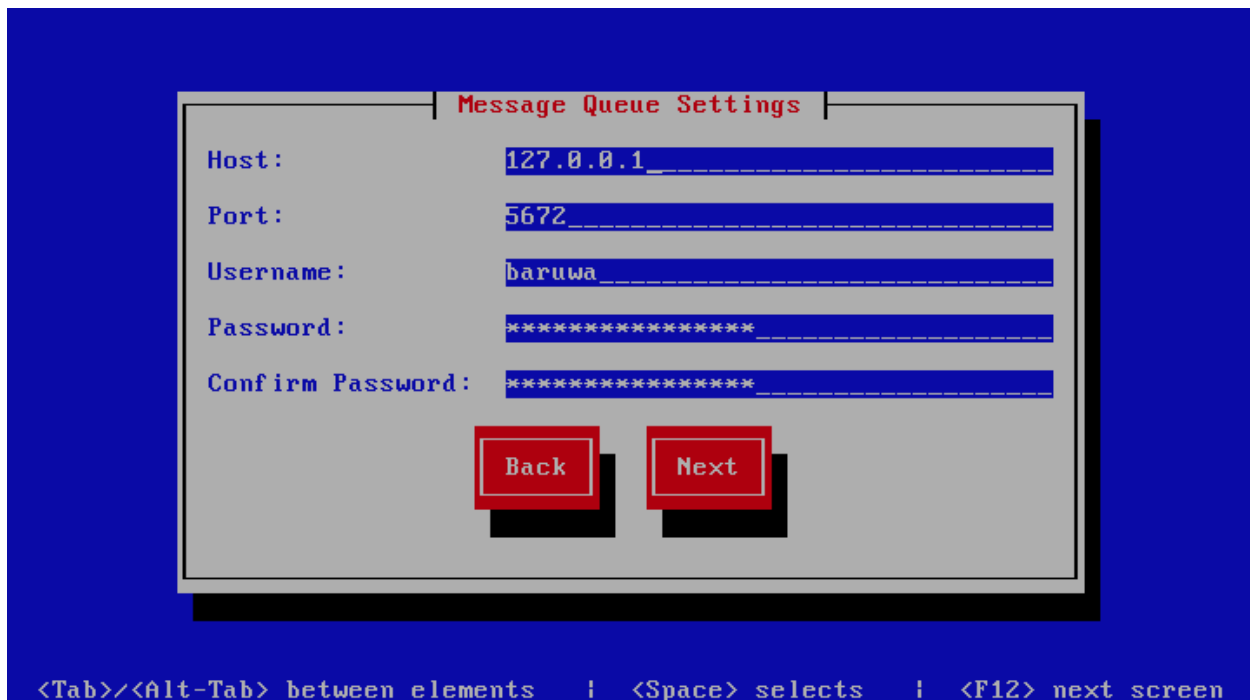 Message Queue Settings
Host: 127.0.0.1
Port: 5672
Username: baruwa
Password: ****************
Confirm Password: ****************
Back Next
<Tab>/<Alt-Tab> between elements | <Space> selects | <F12> next screen